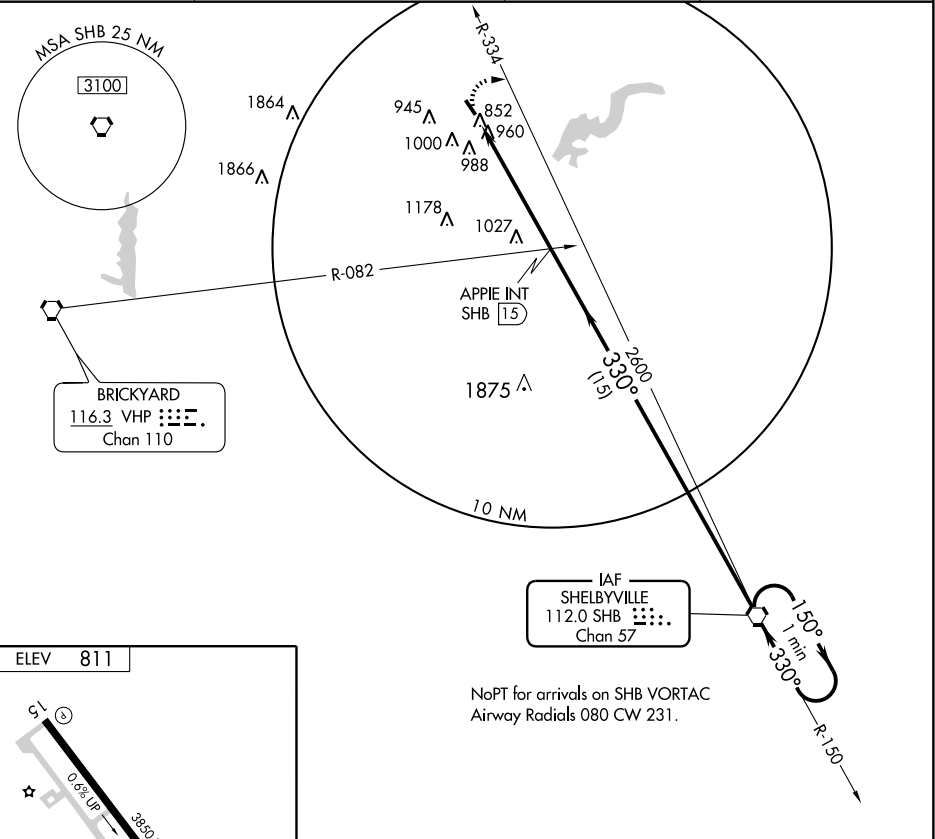 MSA SHB 25 NM
3100
1864
1866
945
852
960
1000
988
1178
1027
R-334
R-082
APPIE INT
SHB 15
BRICKYARD
116.3 VHP
Chan 110
1875
2600
330°
(15)
10 NM
IAF
SHELBYVILLE
112.0 SHB
Chan 57
150°
1 min
330°
R-150
NoPT for arrivals on SHB VORTAC
Airway Radials 080 CW 231.
ELEV 811
15
P
0.6% UP
3850